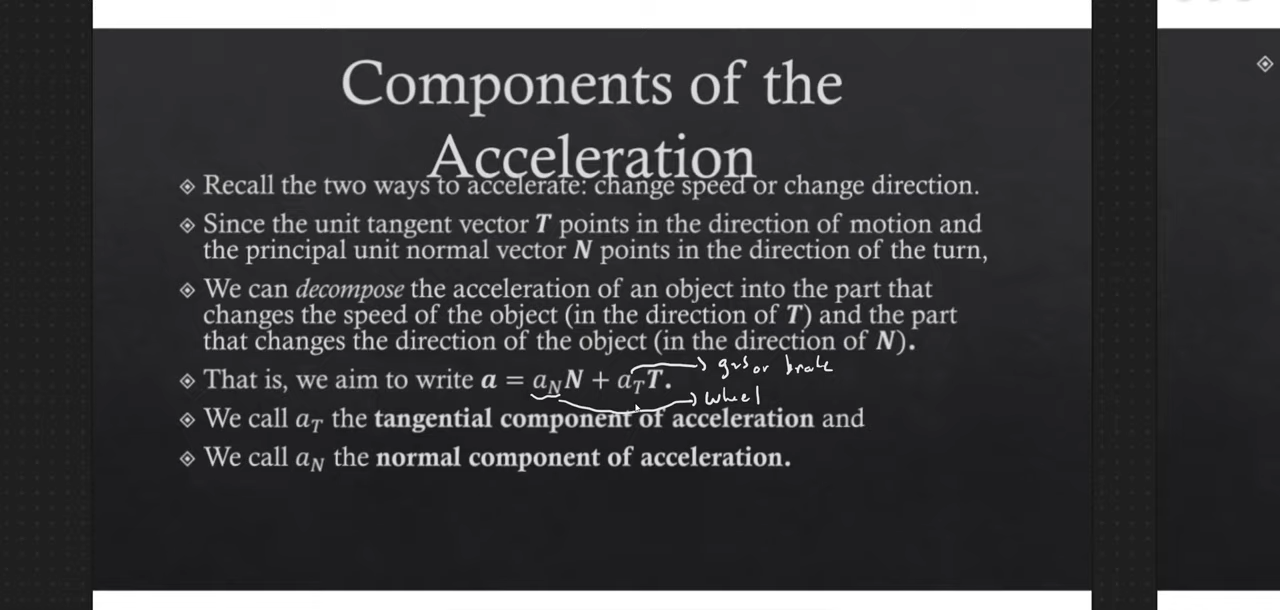 Components of the
Acceleration
◈ Recall the two ways to accelerate: change speed or change direction.
◈ Since the unit tangent vector T points in the direction of motion and
the principal unit normal vector N points in the direction of the turn,
◈ We can decompose the acceleration of an object into the part that
changes the speed of the object (in the direction of T) and the part
that changes the direction of the object (in the direction of N).
gas or brake
◈ That is, we aim to write a = a_N N + a_T T.
wheel
◈ We call a_T the tangential component of acceleration and
◈ We call a_N the normal component of acceleration.